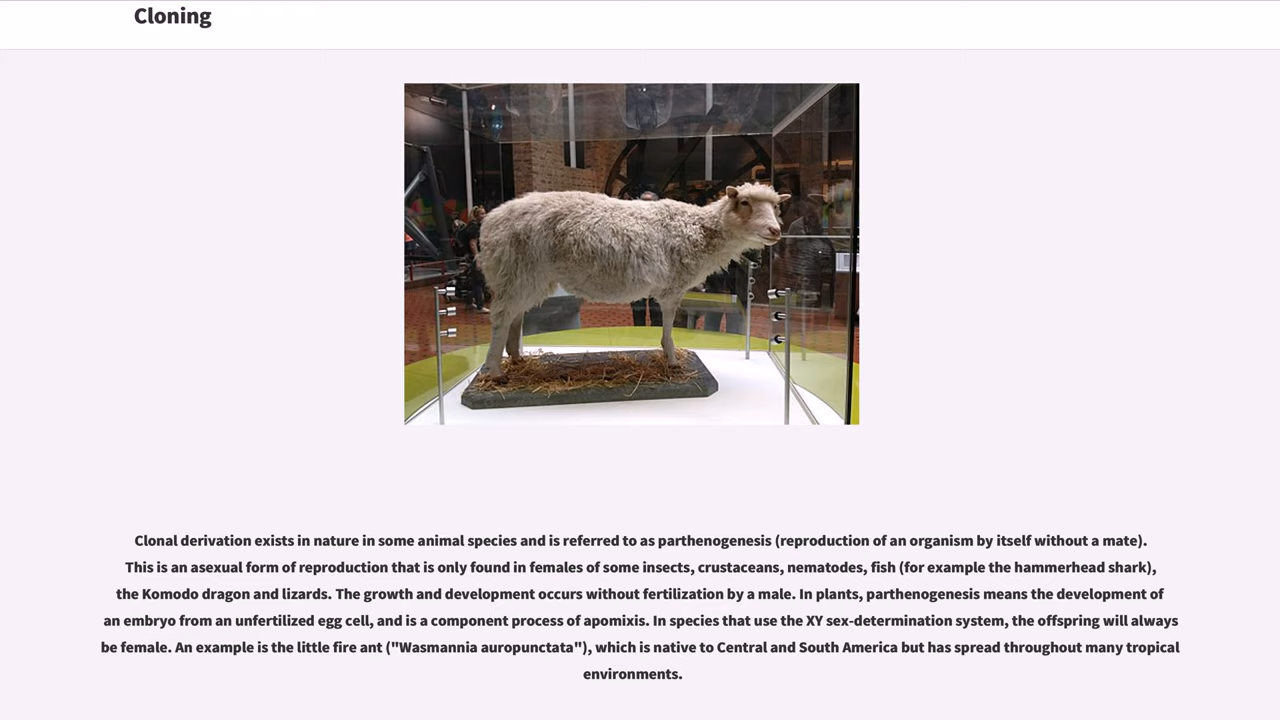 Cloning
Clonal derivation exists in nature in some animal species and is referred to as parthenogenesis (reproduction of an organism by itself without a mate).
This is an asexual form of reproduction that is only found in females of some insects, crustaceans, nematodes, fish (for example the hammerhead shark),
the Komodo dragon and lizards. The growth and development occurs without fertilization by a male. In plants, parthenogenesis means the development of
an embryo from an unfertilized egg cell, and is a component process of apomixis. In species that use the XY sex-determination system, the offspring will always
be female. An example is the little fire ant ("Wasmannia auropunctata"), which is native to Central and South America but has spread throughout many tropical
environments.